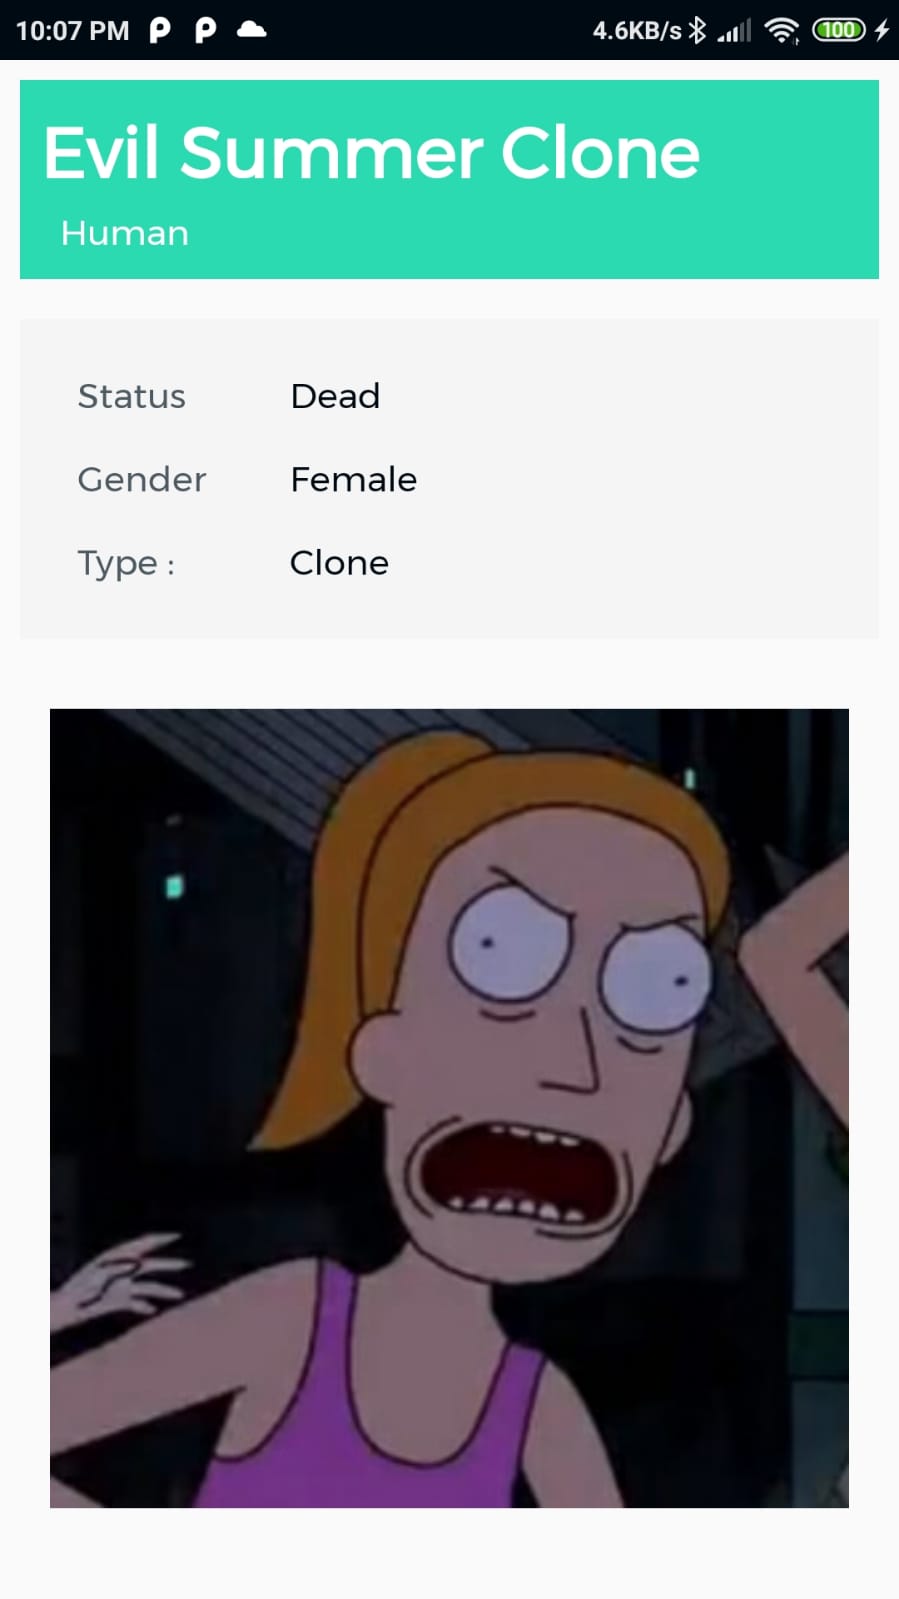 10:07 PM 4.6KB/s 100
Evil Summer Clone
Human
Status Dead
Gender Female
Type : Clone